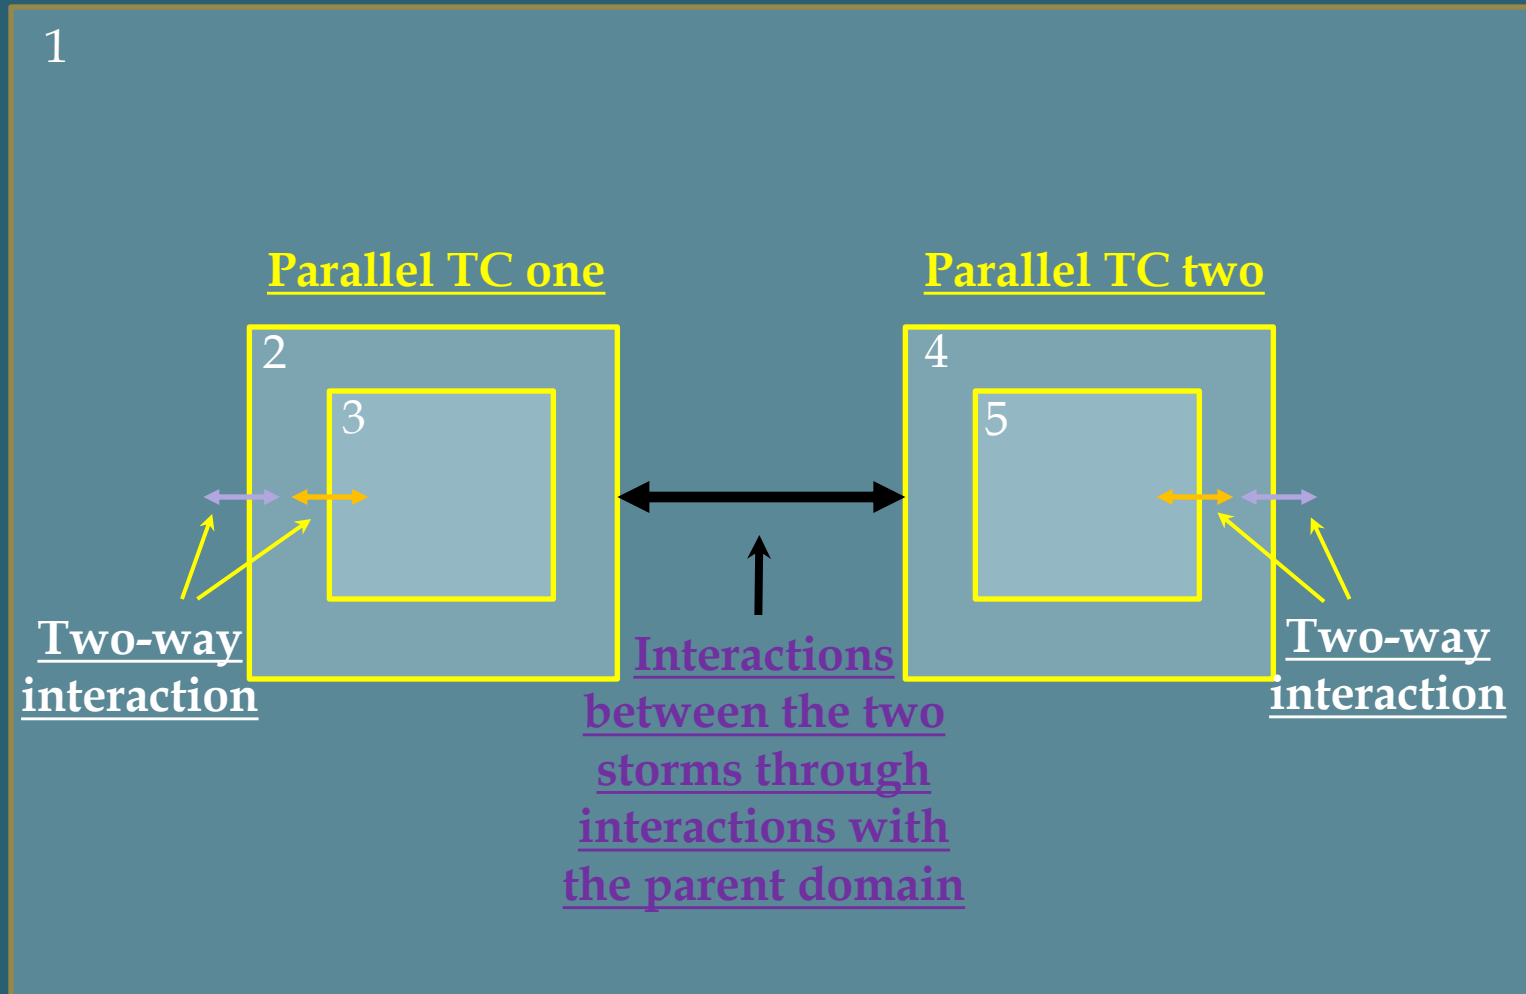 1
Parallel TC one
Parallel TC two
2
3
4
5
Two-way
interaction
Interactions
between the two
storms through
interactions with
the parent domain
Two-way
interaction